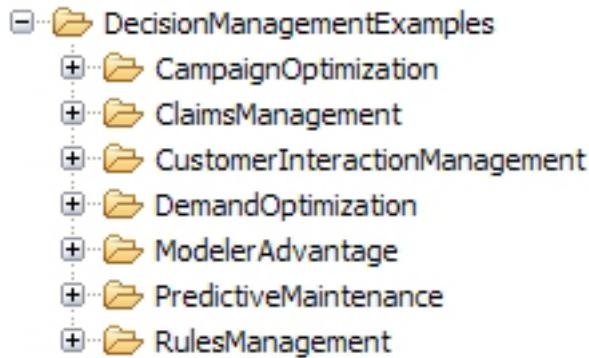 DecisionManagementExamples
CampaignOptimization
ClaimsManagement
CustomerInteractionManagement
DemandOptimization
ModelerAdvantage
PredictiveMaintenance
RulesManagement